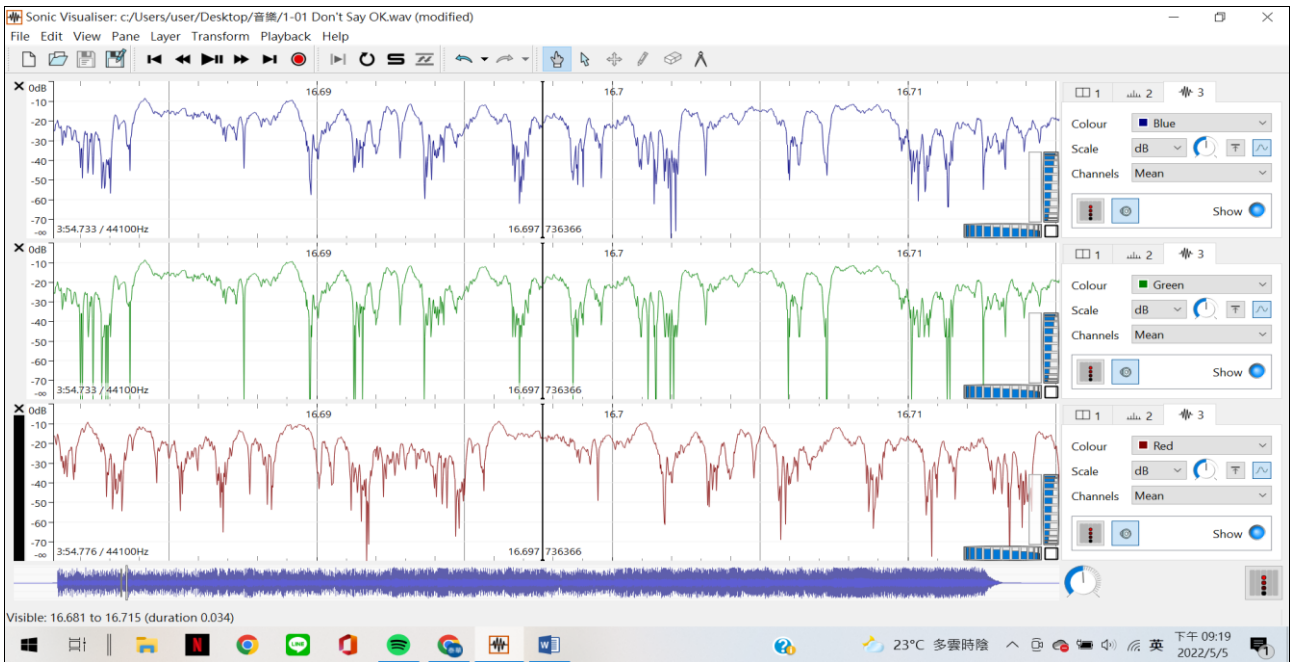 Sonic Visualiser: c:/Users/user/Desktop/音樂/1-01 Don't Say OK.wav (modified)
File Edit View Pane Layer Transform Playback Help
0dB
-10
-20
-30
-40
-50
-60
-70
-∞
16.69 16.7 16.71
3:54.733 / 44100Hz
16.697 736366
1 2 3
Colour Blue
Scale dB
Channels Mean
Show
0dB
-10
-20
-30
-40
-50
-60
-70
-∞
16.69 16.7 16.71
3:54.733 / 44100Hz
16.697 736366
1 2 3
Colour Green
Scale dB
Channels Mean
Show
0dB
-10
-20
-30
-40
-50
-60
-70
-∞
16.69 16.7 16.71
3:54.776 / 44100Hz
16.697 736366
1 2 3
Colour Red
Scale dB
Channels Mean
Show
Visible: 16.681 to 16.715 (duration 0.034)
N LINE W 23°C 多雲時陰 英 下午 09:19
2022/5/5 1